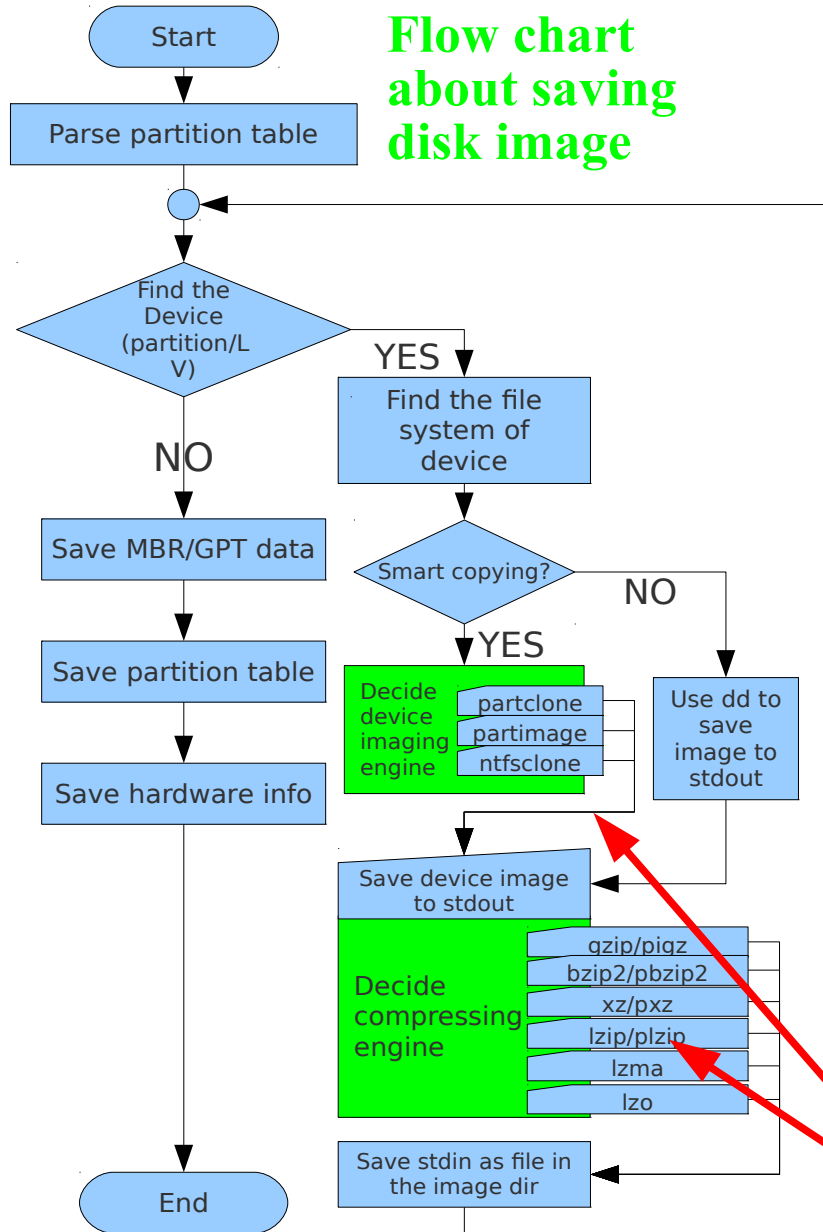 Start
Flow chart
about saving
disk image
Parse partition table
Find the
Device
(partition/L
V)
YES
NO
Find the file
system of
device
Save MBR/GPT data
Smart copying?
NO
YES
Save partition table
Decide
device
imaging
engine
partclone
partimage
ntfsclone
Use dd to
save
image to
stdout
Save hardware info
Save device image
to stdout
Decide
compressing
engine
gzip/pigz
bzip2/pbzip2
xz/pxz
lzip/plzip
lzma
lzo
Save stdin as file in
the image dir
End